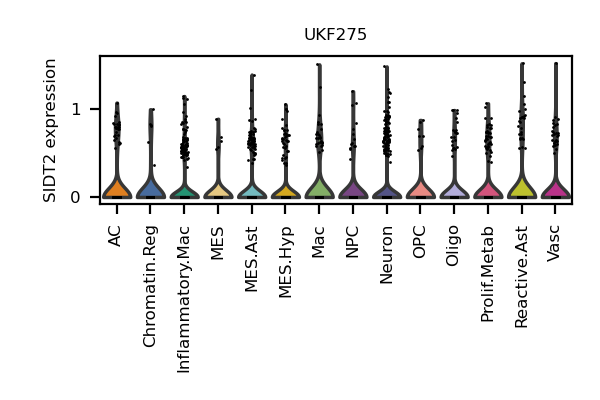 UKF275
SIDT2 expression
1
0
AC
Chromatin.Reg
Inflammatory.Mac
MES
MES.Ast
MES.Hyp
Mac
NPC
Neuron
OPC
Oligo
Prolif.Metab
Reactive.Ast
Vasc